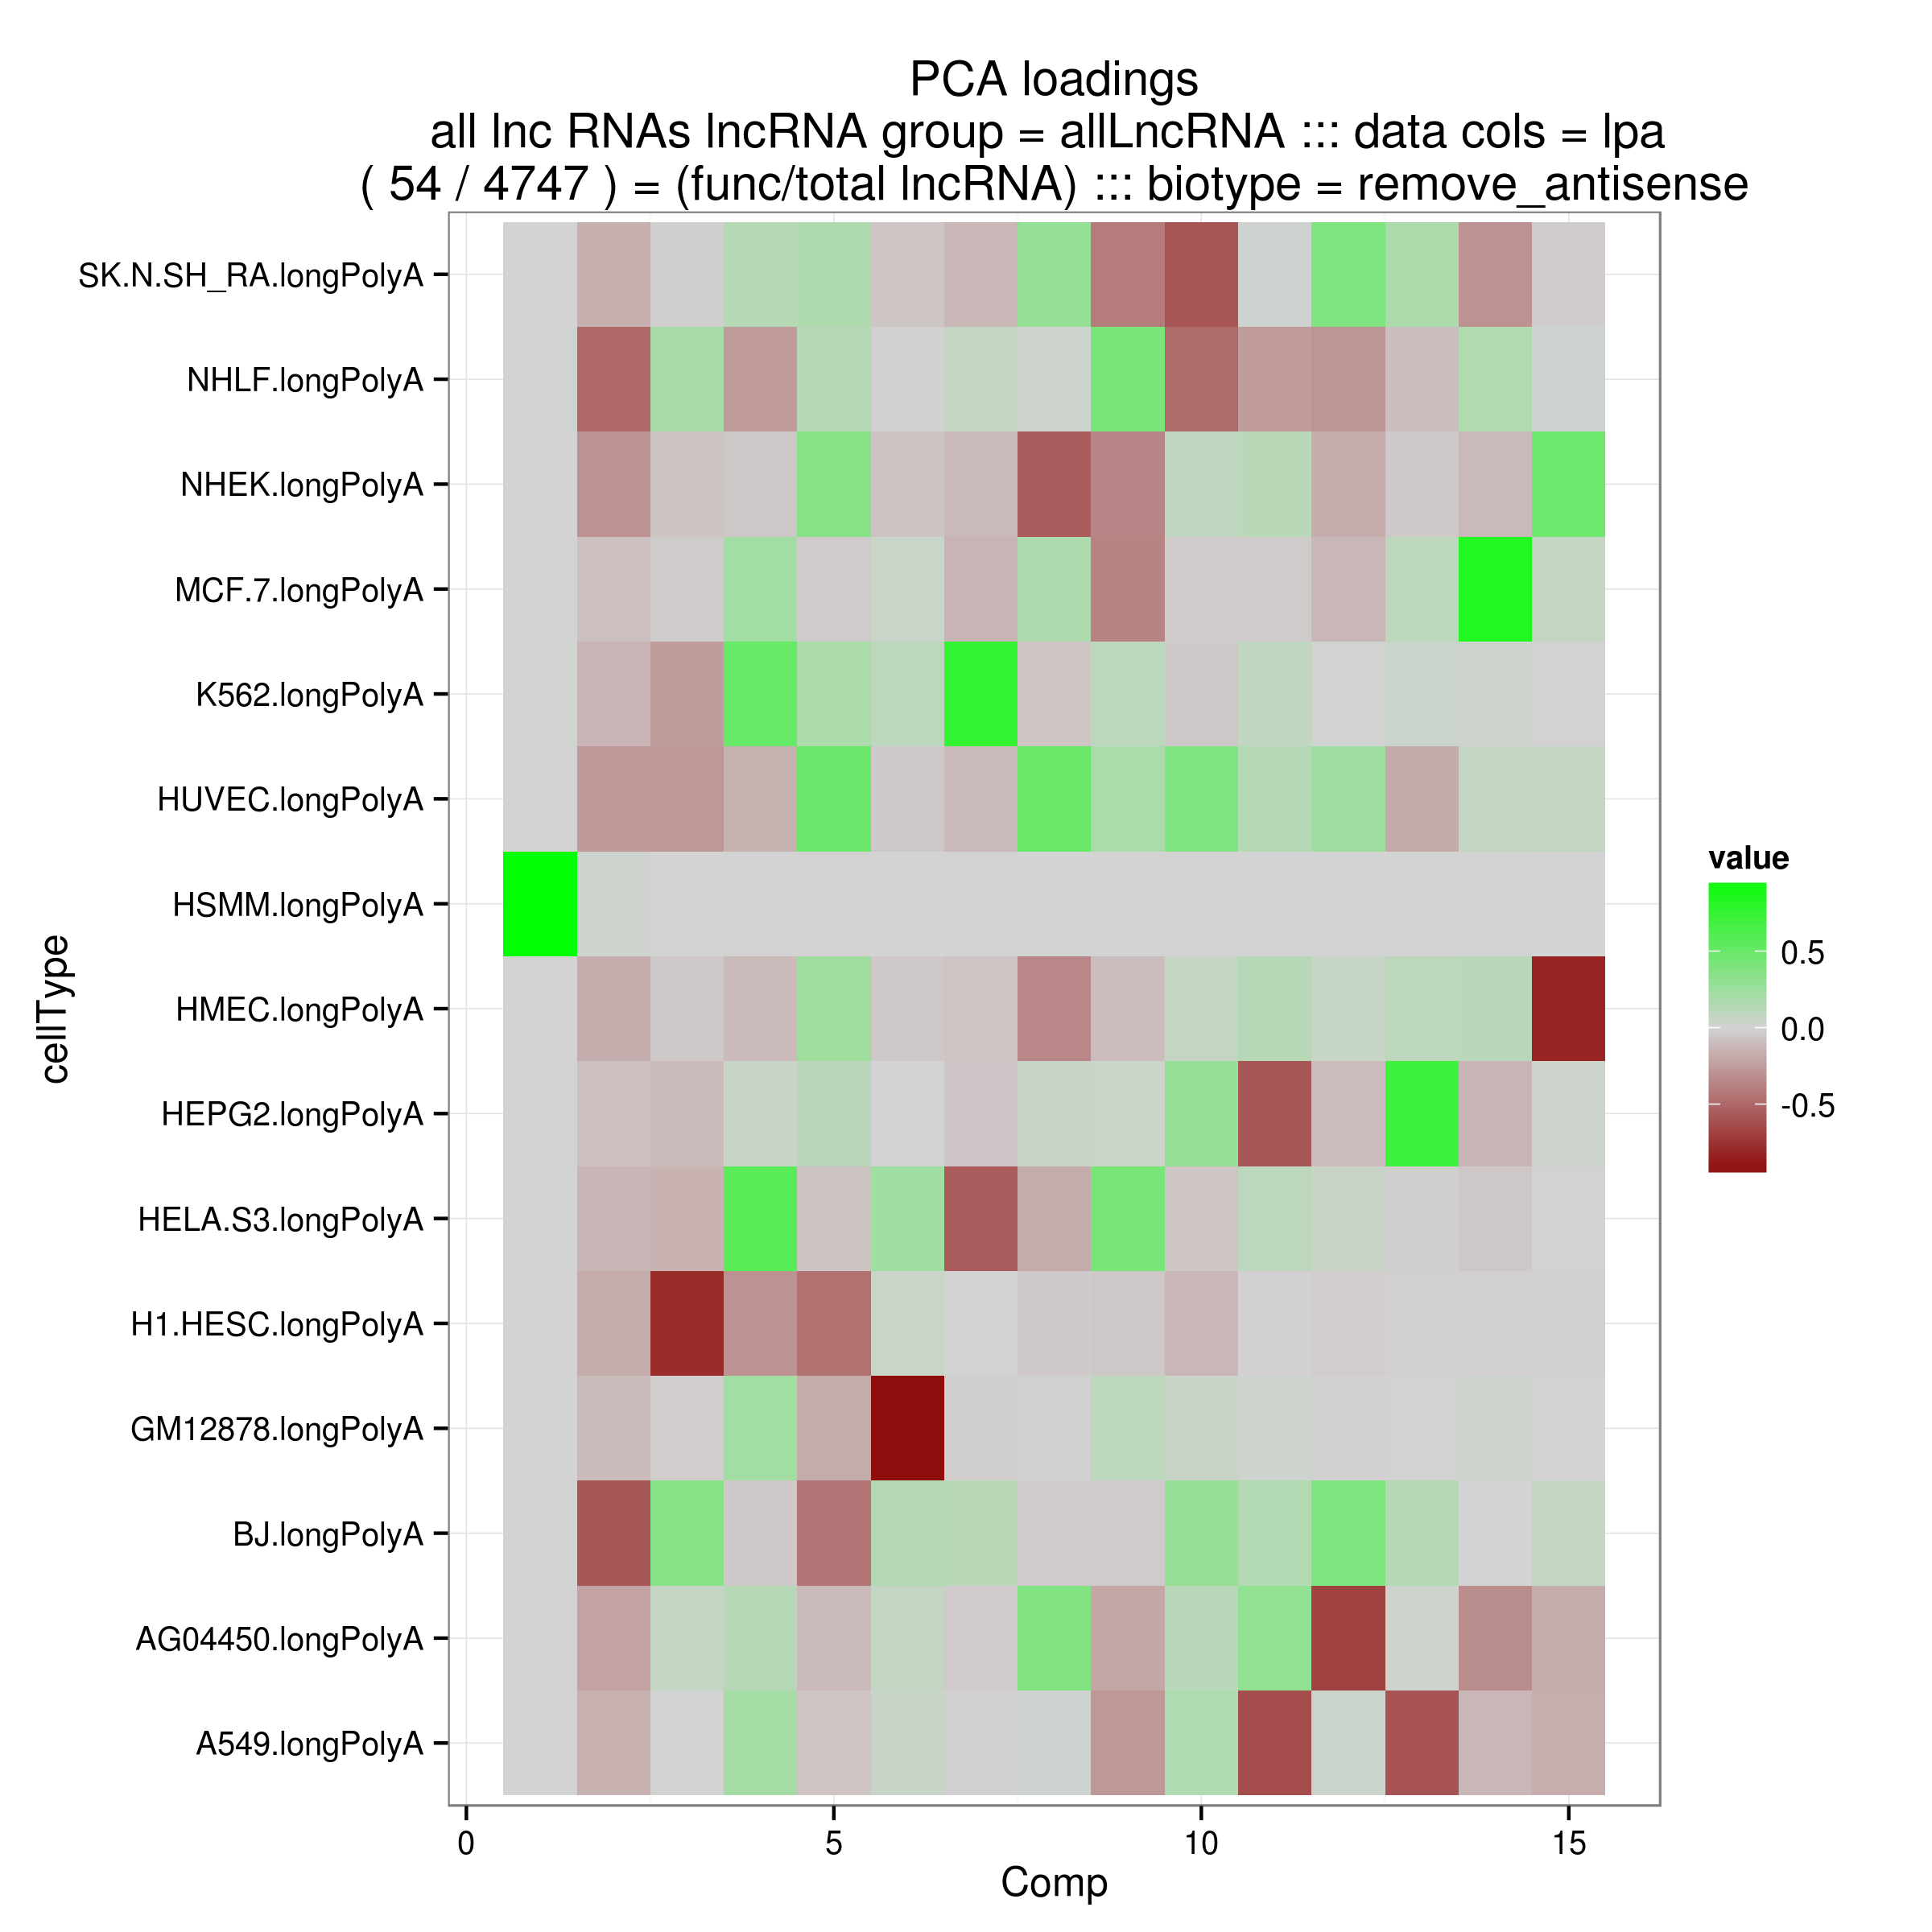 PCA loadings
all lnc RNAs lncRNA group = allLncRNA ::: data cols = lpa
( 54 / 4747 ) = (func/total lncRNA) ::: biotype = remove_antisense
SK.N.SH_RA.longPolyA
NHLF.longPolyA
NHEK.longPolyA
MCF.7.longPolyA
K562.longPolyA
HUVEC.longPolyA
HSMM.longPolyA
HMEC.longPolyA
HEPG2.longPolyA
HELA.S3.longPolyA
H1.HESC.longPolyA
GM12878.longPolyA
BJ.longPolyA
AG04450.longPolyA
A549.longPolyA
cellType
0
5
10
15
Comp
value
0.5
0.0
-0.5